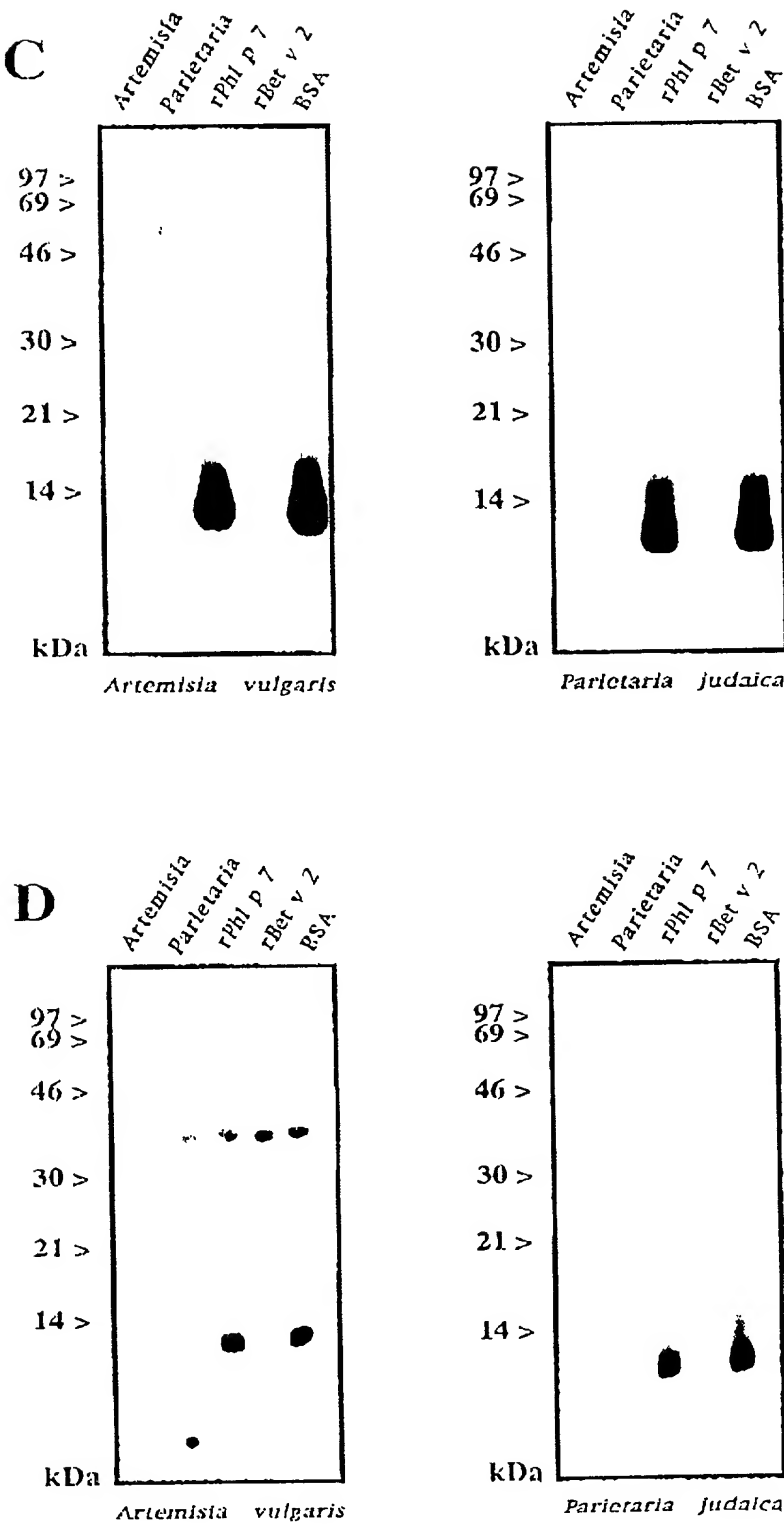 C
Artemisia Parietaria rPhl p 7 rBet v 2 BSA
97 >
69 >
46 >
30 >
21 >
14 >
kDa
Artemisia vulgaris
Artemisia Parietaria rPhl p 7 rBet v 2 BSA
97 >
69 >
46 >
30 >
21 >
14 >
kDa
Parietaria judaica
D
Artemisia Parietaria rPhl p 7 rBet v 2 BSA
97 >
69 >
46 >
30 >
21 >
14 >
kDa
Artemisia vulgaris
Artemisia Parietaria rPhl p 7 rBet v 2 BSA
97 >
69 >
46 >
30 >
21 >
14 >
kDa
Parietaria judaica